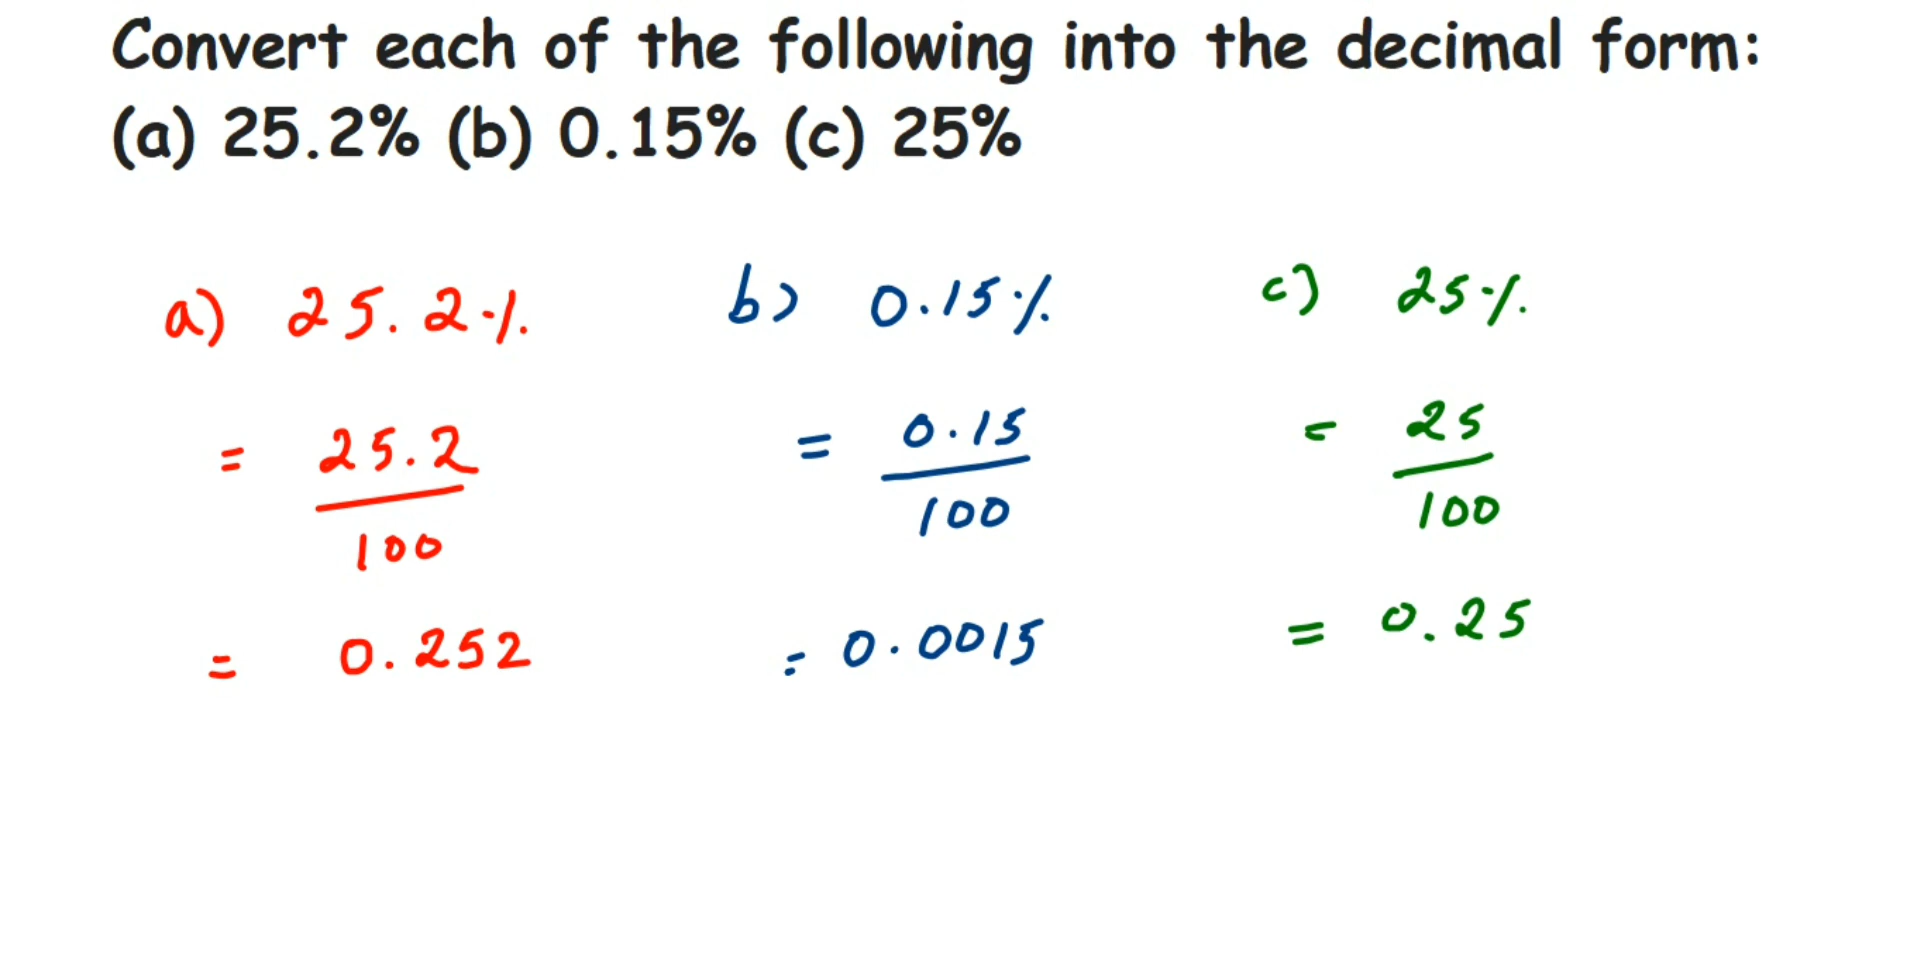 Convert each of the following into the decimal form:
(a) 25.2% (b) 0.15% (c) 25%
a) 25.2%
= 25.2/100
= 0.252
b) 0.15%
= 0.15/100
= 0.0015
c) 25%
= 25/100
= 0.25